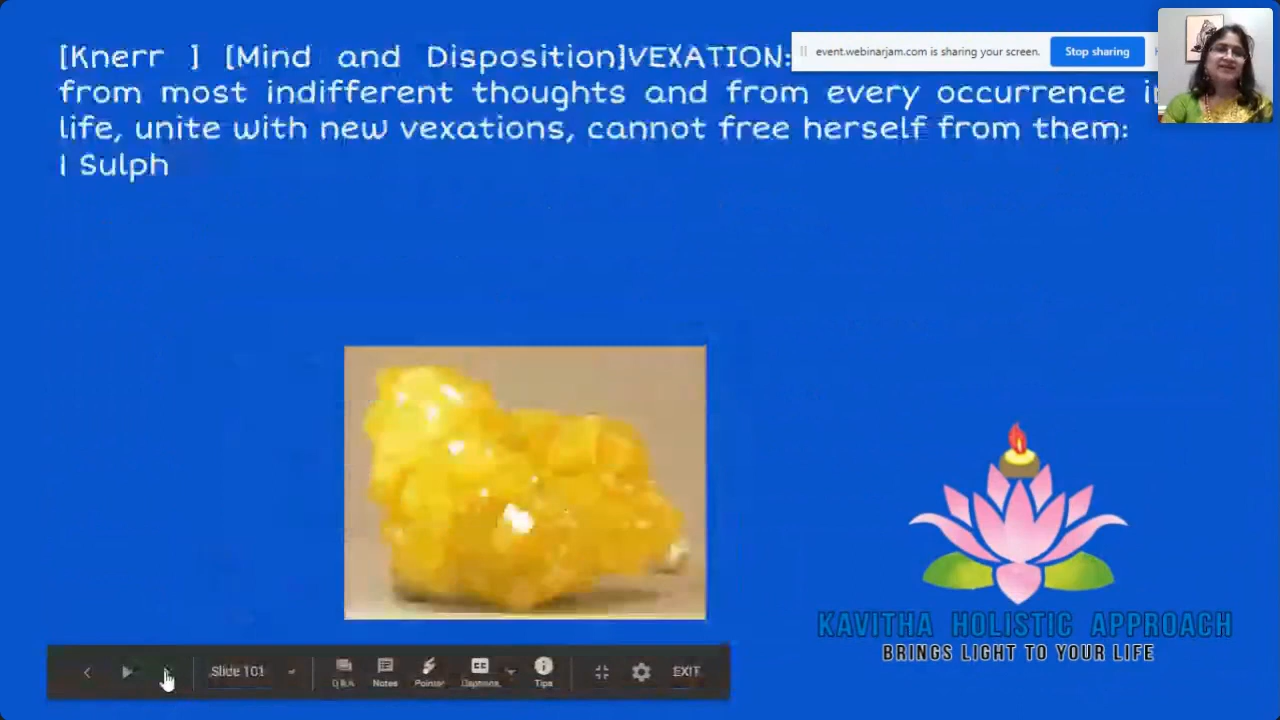 [Knerr ] [Mind and Disposition]VEXATION:
from most indifferent thoughts and from every occurrence in
life, unite with new vexations, cannot free herself from them:
I Sulph
event.webinarjam.com is sharing your screen.
Stop sharing
KAVITHA HOLISTIC APPROACH
BRINGS LIGHT TO YOUR LIFE
Slide 101
Q&A
Notes
Pointer
CC
Captions
Tips
EXIT